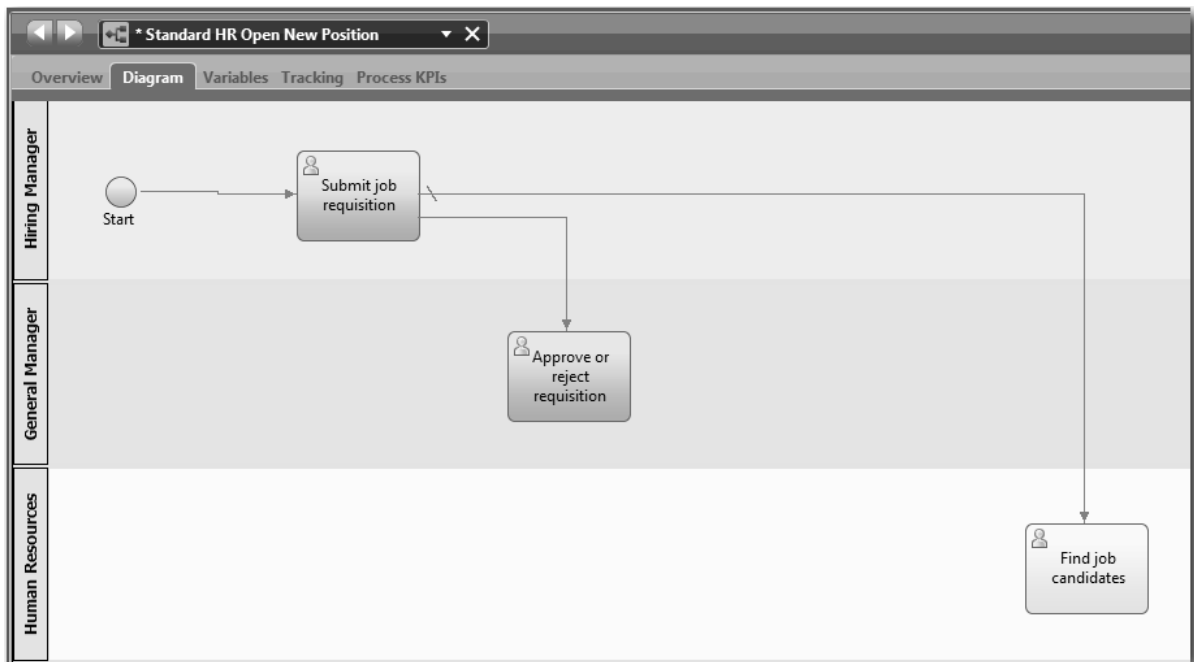 * Standard HR Open New Position
Overview Diagram Variables Tracking Process KPIs
Hiring Manager
Start
Submit job
requisition
General Manager
Approve or
reject
requisition
Human Resources
Find job
candidates